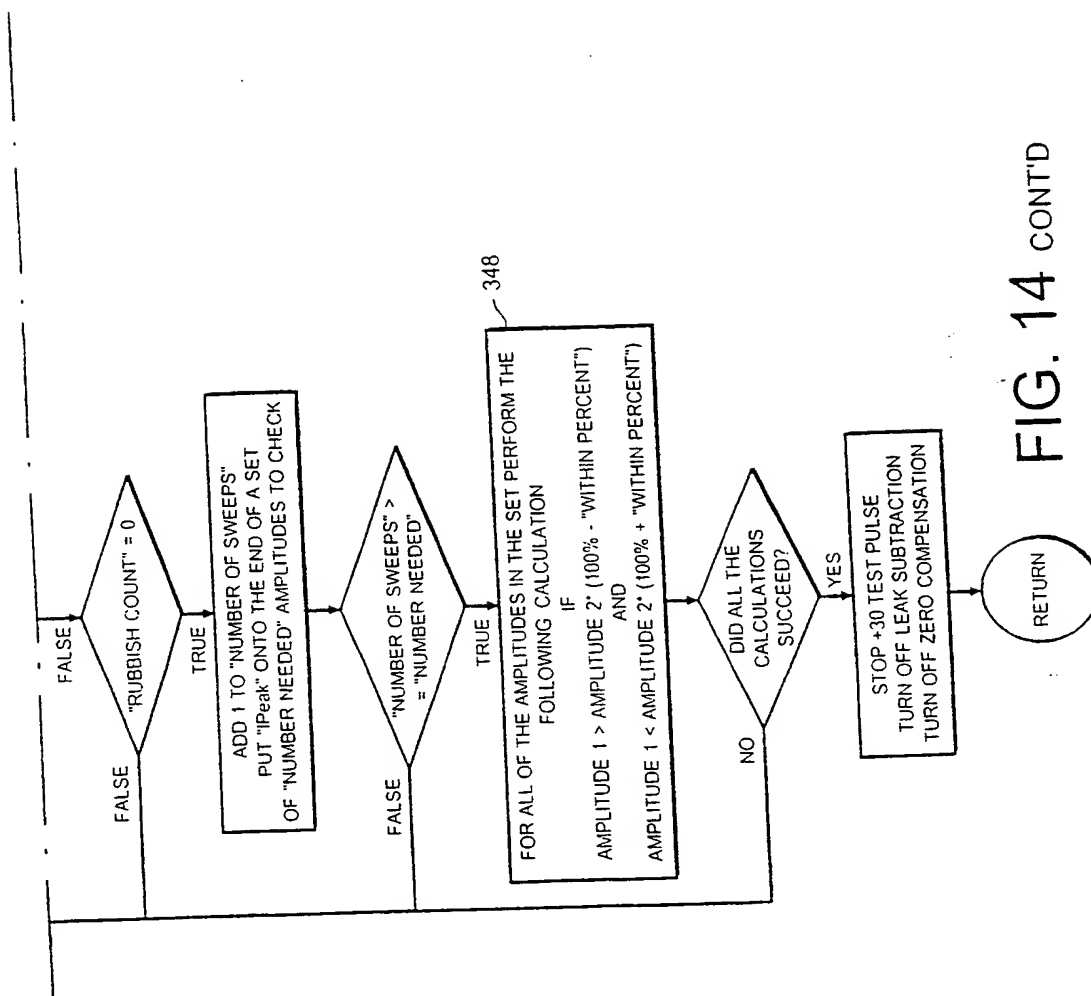 FALSE
"RUBBISH COUNT" = 0
FALSE
TRUE
ADD 1 TO "NUMBER OF SWEEPS"
PUT "IPeak" ONTO THE END OF A SET
OF "NUMBER NEEDED" AMPLITUDES TO CHECK
"NUMBER OF SWEEPS" >
= "NUMBER NEEDED"
FALSE
TRUE
348
FOR ALL OF THE AMPLITUDES IN THE SET PERFORM THE
FOLLOWING CALCULATION
IF
AMPLITUDE 1 > AMPLITUDE 2* (100% - "WITHIN PERCENT")
AND
AMPLITUDE 1 < AMPLITUDE 2* (100% + "WITHIN PERCENT")
DID ALL THE
CALCULATIONS
SUCCEED?
NO
YES
STOP +30 TEST PULSE
TURN OFF LEAK SUBTRACTION
TURN OFF ZERO COMPENSATION
RETURN
FIG. 14 CONT'D